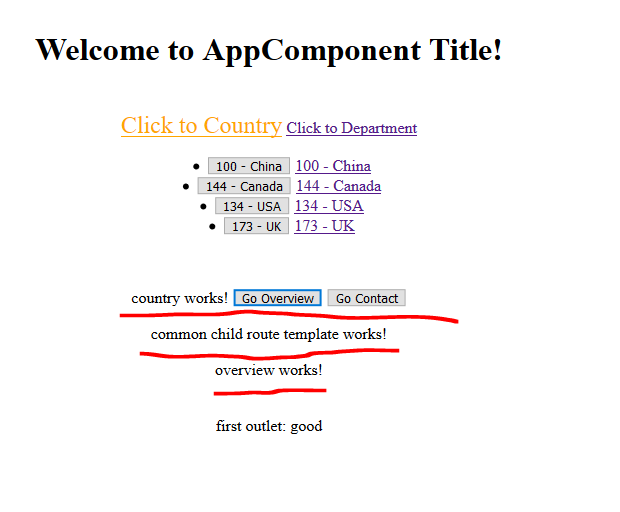 Welcome to AppComponent Title!
Click to Country Click to Department
100 - China 100 - China
144 - Canada 144 - Canada
134 - USA 134 - USA
173 - UK 173 - UK
country works! Go Overview Go Contact
common child route template works!
overview works!
first outlet: good